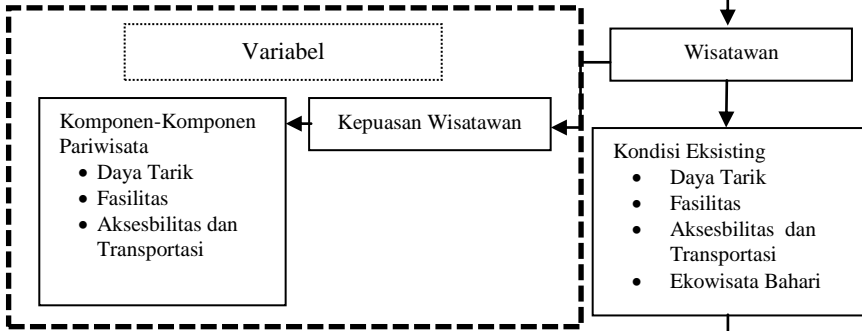 Variabel
Komponen-Komponen
Pariwisata
• Daya Tarik
• Fasilitas
• Aksesbilitas dan
Transportasi
Kepuasan Wisatawan
Wisatawan
Kondisi Eksisting
• Daya Tarik
• Fasilitas
• Aksesbilitas dan
Transportasi
• Ekowisata Bahari